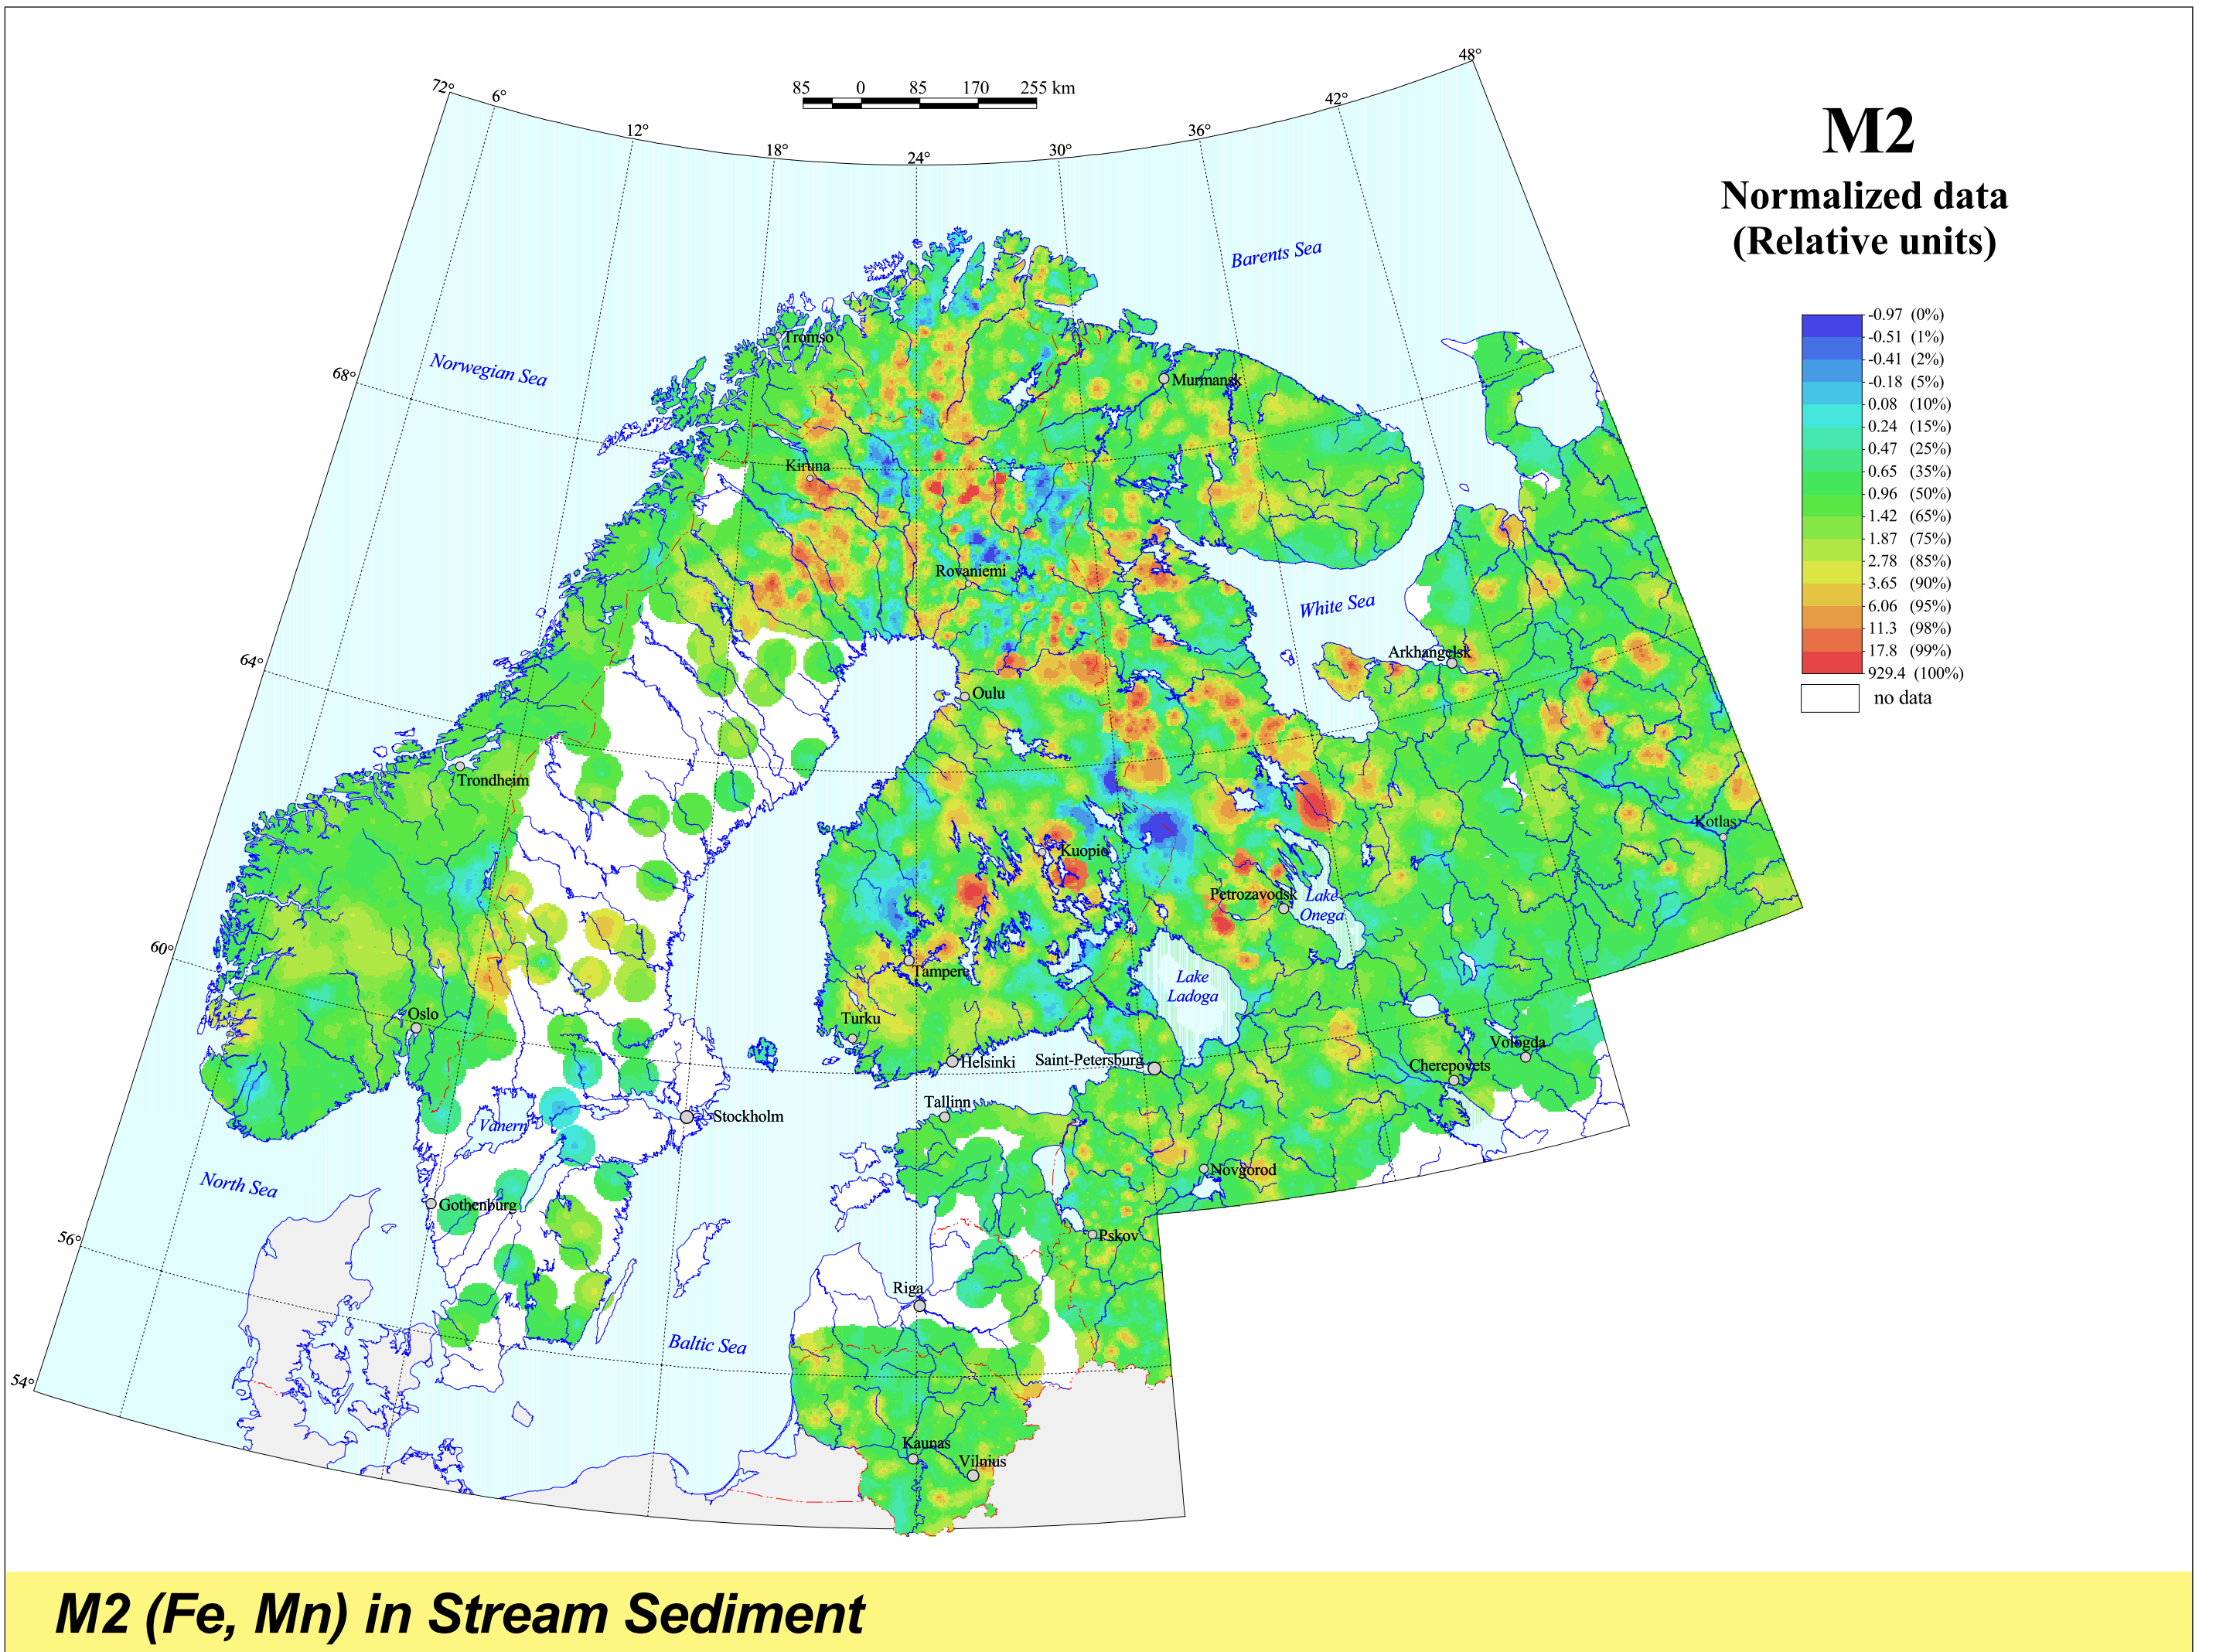 48°
72°
6°
85 0 85 170 255 km
42°
12°
36°
18°
24°
30°
M2
Normalized data
(Relative units)
Barents Sea
-0.97 (0%)
-0.51 (1%)
-0.41 (2%)
-0.18 (5%)
0.08 (10%)
0.24 (15%)
0.47 (25%)
0.65 (35%)
0.96 (50%)
1.42 (65%)
1.87 (75%)
2.78 (85%)
3.65 (90%)
6.06 (95%)
11.3 (98%)
17.8 (99%)
929.4 (100%)
no data
Tromso
Norwegian Sea
68°
Murmansk
Kiruna
Rovaniemi
White Sea
Arkhangelsk
64°
Oulu
Trondheim
Kotlas
Kuopio
Petrozavodsk
Lake
Onega
60°
Tampere
Lake
Ladoga
Oslo
Turku
Helsinki
Saint-Petersburg
Vologda
Cherepovets
Tallinn
Stockholm
Vanern
Novgorod
North Sea
Gothenburg
Pskov
56°
Riga
Baltic Sea
54°
Kaunas
Vilnius
M2 (Fe, Mn) in Stream Sediment